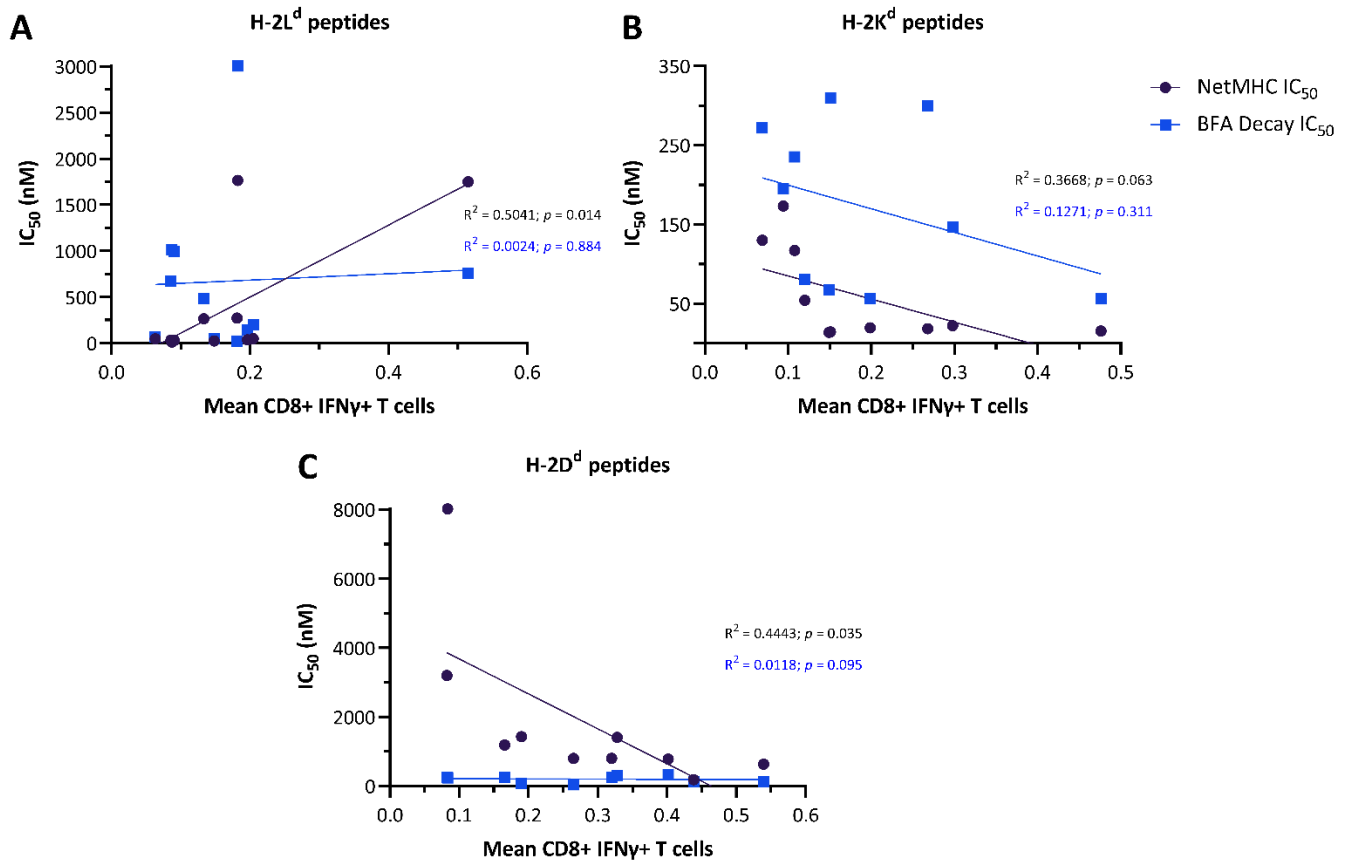 A
H-2Lᵈ peptides
3000
2500
2000
1500
1000
500
0
IC₅₀ (nM)
R² = 0.5041; p = 0.014
R² = 0.0024; p = 0.884
0.0 0.2 0.4 0.6
Mean CD8+ IFNγ+ T cells
B
H-2Kᵈ peptides
350
250
150
50
IC₅₀ (nM)
R² = 0.3668; p = 0.063
R² = 0.1271; p = 0.311
0.0 0.1 0.2 0.3 0.4 0.5
Mean CD8+ IFNγ+ T cells
NetMHC IC₅₀
BFA Decay IC₅₀
C
H-2Dᵈ peptides
8000
6000
4000
2000
0
IC₅₀ (nM)
R² = 0.4443; p = 0.035
R² = 0.0118; p = 0.095
0.0 0.1 0.2 0.3 0.4 0.5 0.6
Mean CD8+ IFNγ+ T cells